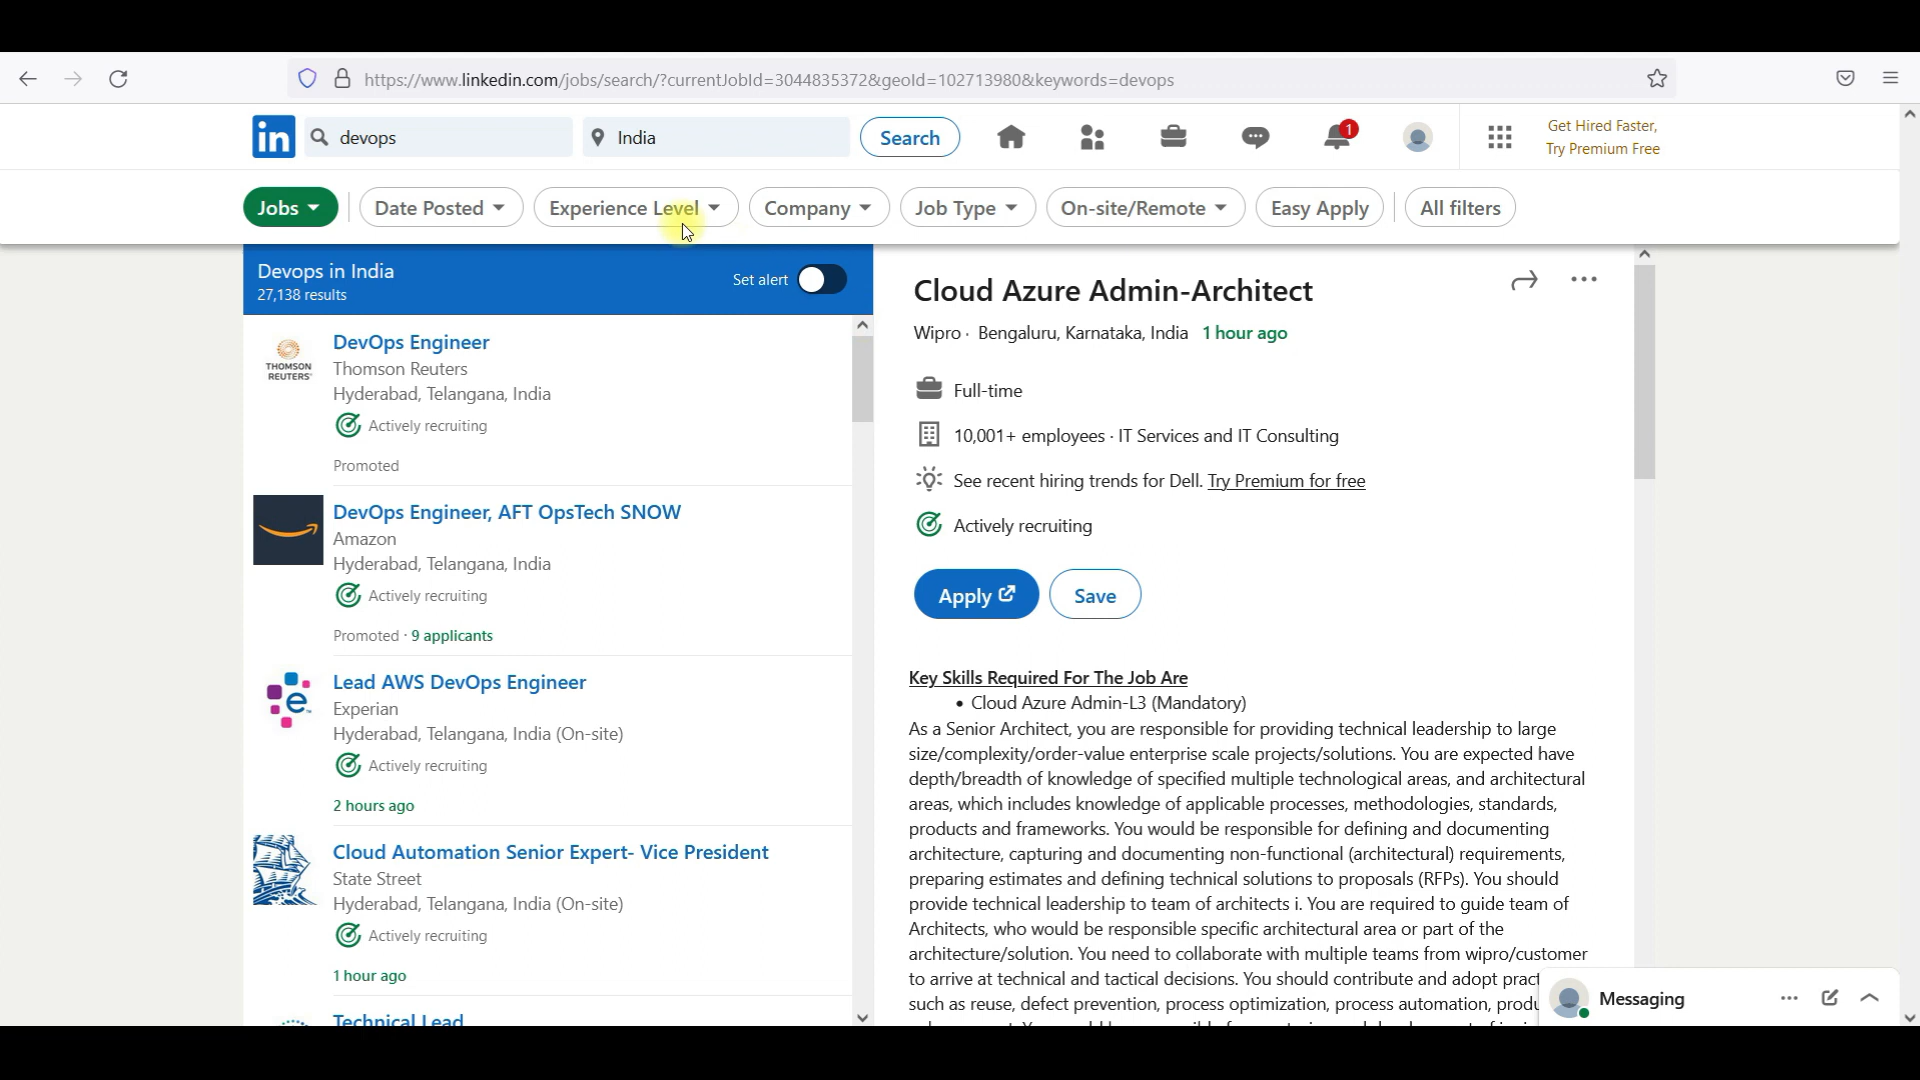 https://www.linkedin.com/jobs/search/?currentJobId=3044835372&geoId=102713980&keywords=devops
in
devops
India
Search
1
Get Hired Faster,
Try Premium Free
Jobs
Date Posted
Experience Level
Company
Job Type
On-site/Remote
Easy Apply
All filters
Devops in India
27,138 results
Set alert
THOMSON
REUTERS
DevOps Engineer
Thomson Reuters
Hyderabad, Telangana, India
Actively recruiting
Promoted
DevOps Engineer, AFT OpsTech SNOW
Amazon
Hyderabad, Telangana, India
Actively recruiting
Promoted · 9 applicants
e
Lead AWS DevOps Engineer
Experian
Hyderabad, Telangana, India (On-site)
Actively recruiting
2 hours ago
Cloud Automation Senior Expert- Vice President
State Street
Hyderabad, Telangana, India (On-site)
Actively recruiting
1 hour ago
Technical Lead
Cloud Azure Admin-Architect
Wipro · Bengaluru, Karnataka, India 1 hour ago
Full-time
10,001+ employees · IT Services and IT Consulting
See recent hiring trends for Dell. Try Premium for free
Actively recruiting
Apply
Save
Key Skills Required For The Job Are
• Cloud Azure Admin-L3 (Mandatory)
As a Senior Architect, you are responsible for providing technical leadership to large
size/complexity/order-value enterprise scale projects/solutions. You are expected have
depth/breadth of knowledge of specified multiple technological areas, and architectural
areas, which includes knowledge of applicable processes, methodologies, standards,
products and frameworks. You would be responsible for defining and documenting
architecture, capturing and documenting non-functional (architectural) requirements,
preparing estimates and defining technical solutions to proposals (RFPs). You should
provide technical leadership to team of architects i. You are required to guide team of
Architects, who would be responsible specific architectural area or part of the
architecture/solution. You need to collaborate with multiple teams from wipro/customer
to arrive at technical and tactical decisions. You should contribute and adopt pract
such as reuse, defect prevention, process optimization, process automation, produ
Messaging